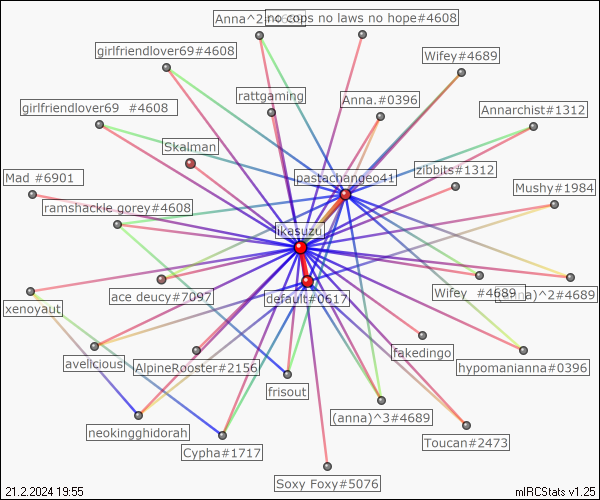 Anna^2#4689
no cops no laws no hope#4608
girlfriendlover69#4608
Wifey#4689
rattgaming
Anna.#0396
girlfriendlover69 #4608
Annarchist#1312
Skalman
zibbits#1312
pastachange041
Mad #6901
Mushy#1984
ramshackle gorey#4608
ikasuzu
Wifey #4689
(anna)^2#4689
ace deucy#7097
default#0617
xenoyaut
fakedingo
avelicious
AlpineRooster#2156
hypomanianna#0396
frisout
(anna)^3#4689
neokingghidorah
Toucan#2473
Cypha#1717
Soxy Foxy#5076
21.2.2024 19:55
mIRCStats v1.25